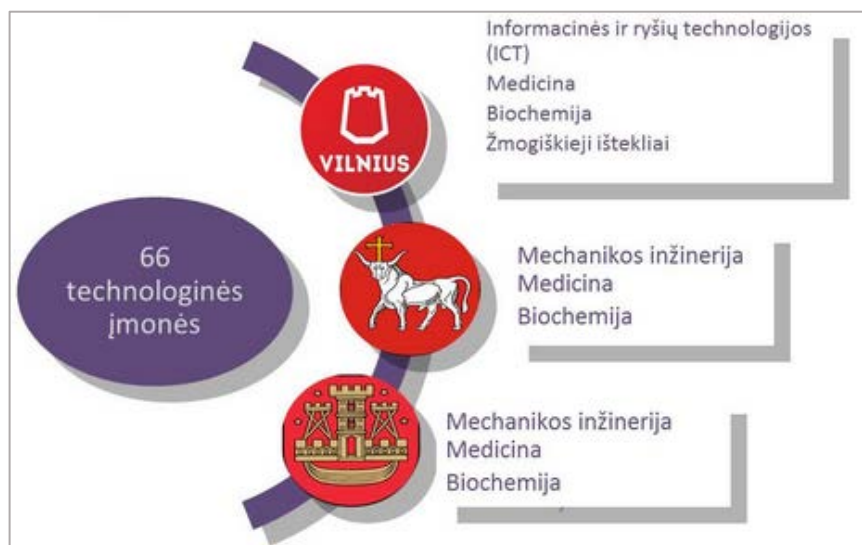 Informacinės ir ryšių technologijos
(ICT)
Medicina
Biochemija
Žmogiškieji ištekliai
VILNIUS
66
technologinės
įmonės
Mechanikos inžinerija
Medicina
Biochemija
Mechanikos inžinerija
Medicina
Biochemija